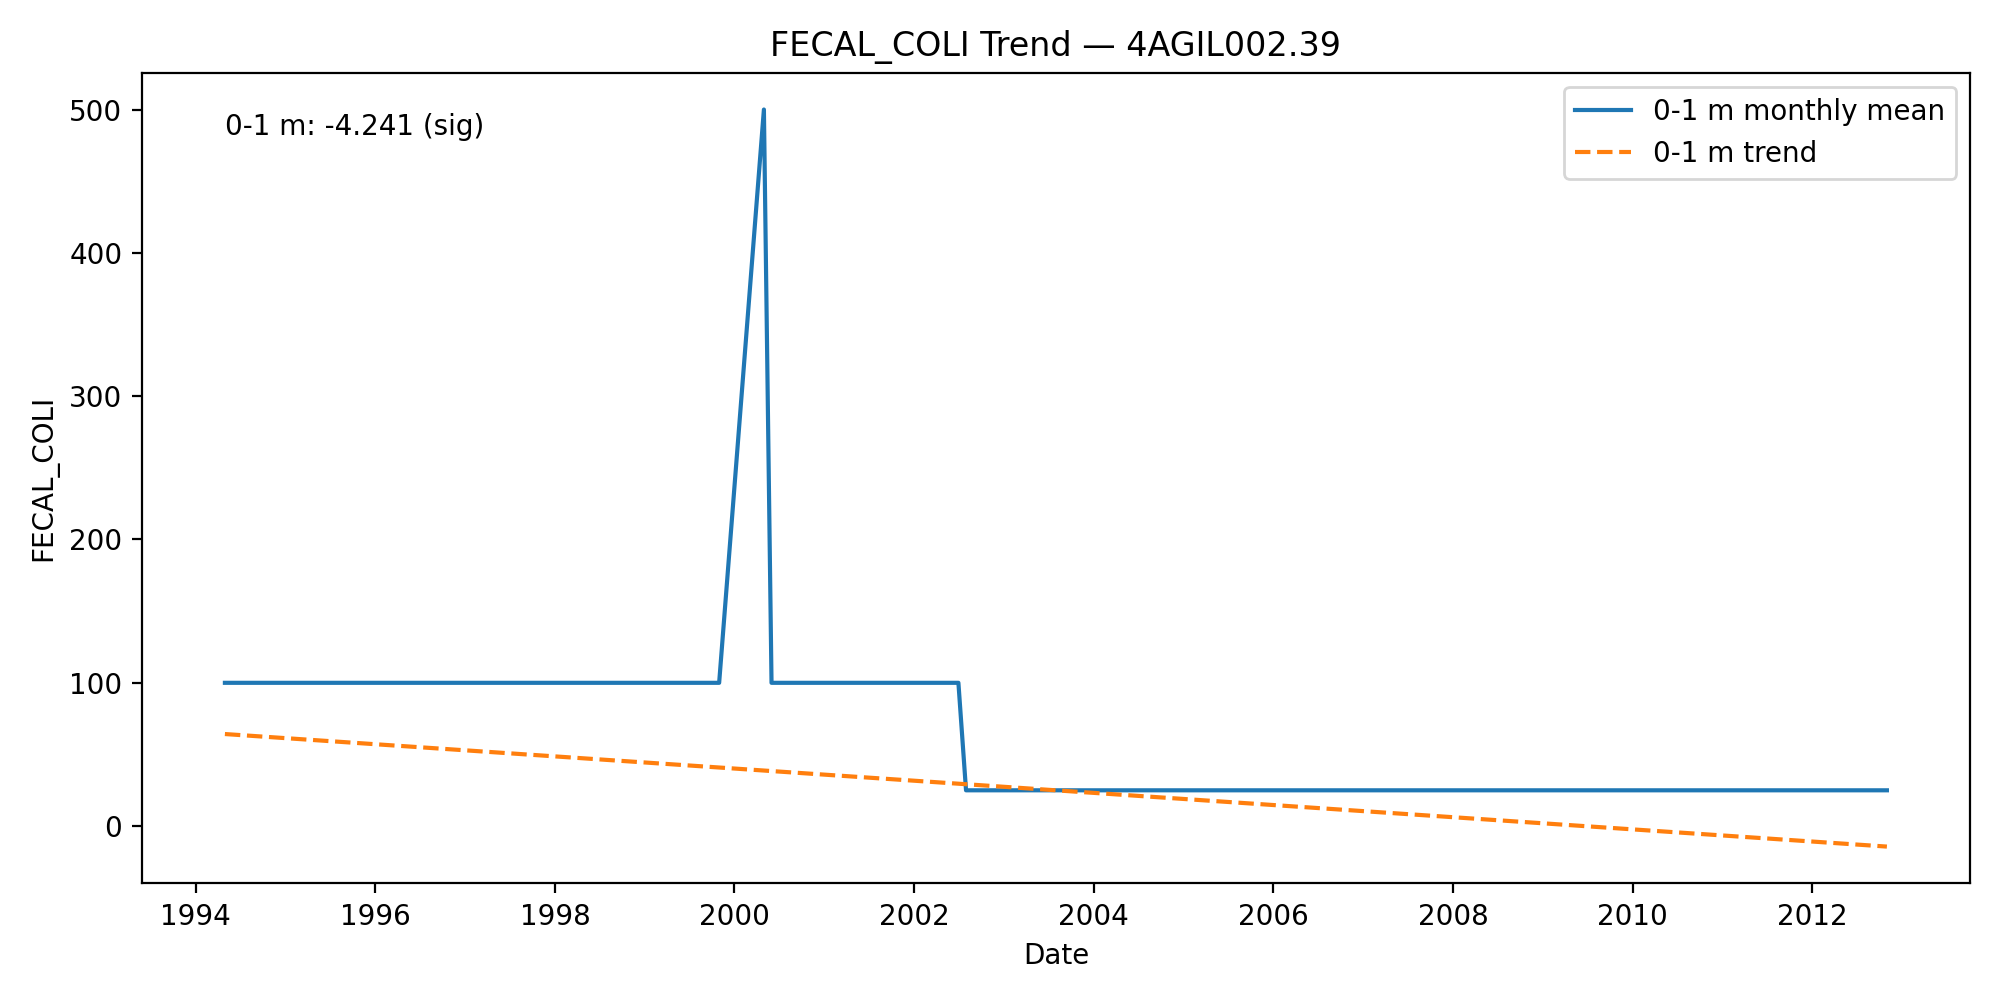 FECAL_COLI Trend — 4AGIL002.39
0-1 m: -4.241 (sig)
0-1 m monthly mean
0-1 m trend
FECAL_COLI
500
400
300
200
100
0
1994 1996 1998 2000 2002 2004 2006 2008 2010 2012
Date